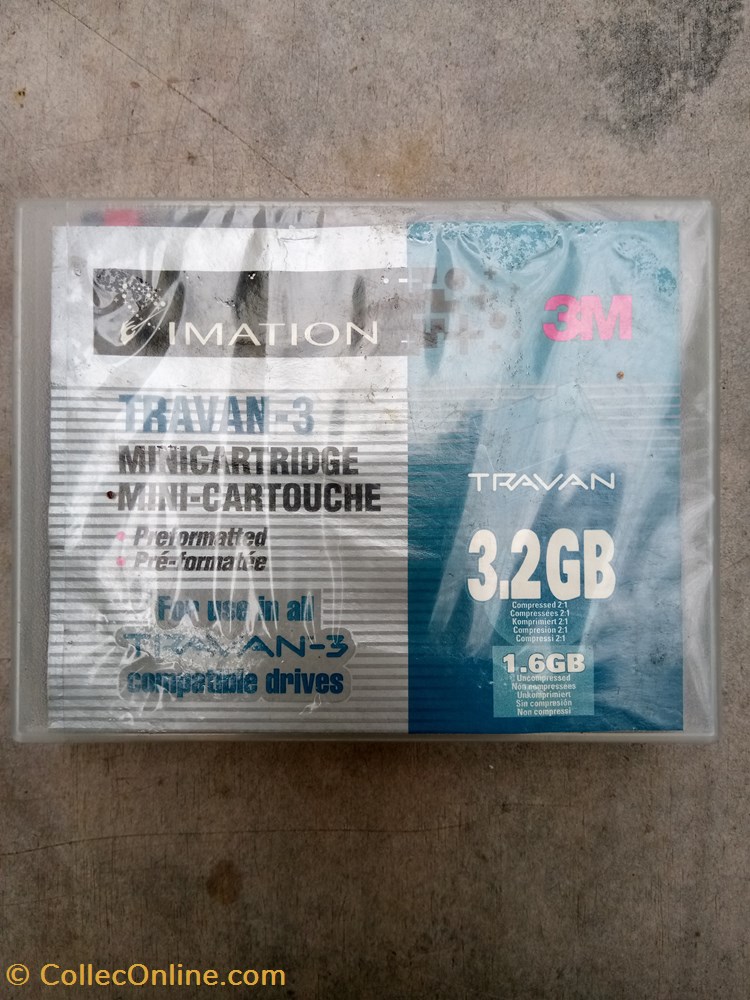 IMATION
3M
TRAVAN-3
MINICARTRIDGE
MINI-CARTOUCHE
• Preformatted
• Pré-formatée
For use in all
TRAVAN-3
compatible drives
TRAVAN
3.2GB
Compressed 2:1
Compressées 2:1
Komprimiert 2:1
Compresion 2:1
Compressi 2:1
1.6GB
Uncompressed
Non compressées
Unkomprimiert
Sin compresión
Non compressi
© CollecOnline.com